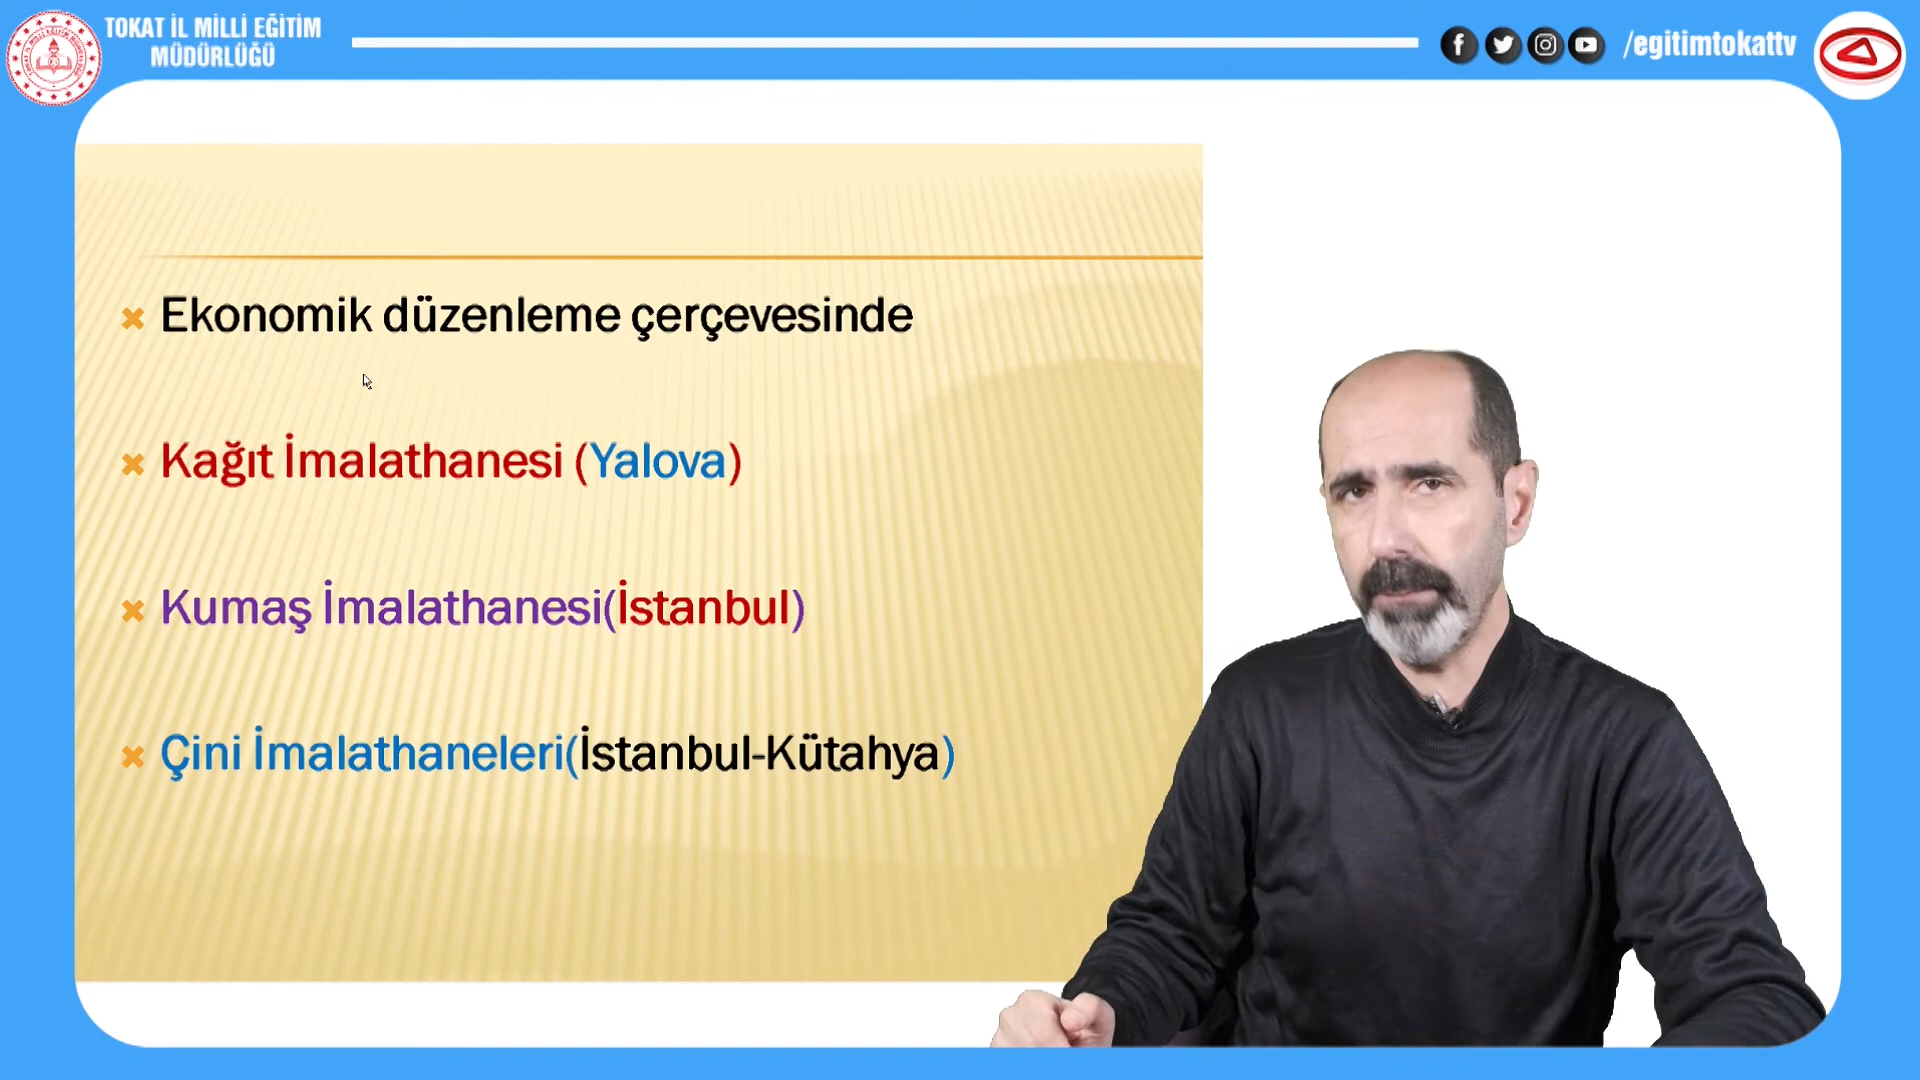 TOKAT İL MİLLİ EĞİTİM
MÜDÜRLÜĞÜ
/egitimtokattv
Ekonomik düzenleme çerçevesinde
Kağıt İmalathanesi (Yalova)
Kumaş İmalathanesi(İstanbul)
Çini İmalathaneleri(İstanbul-Kütahya)